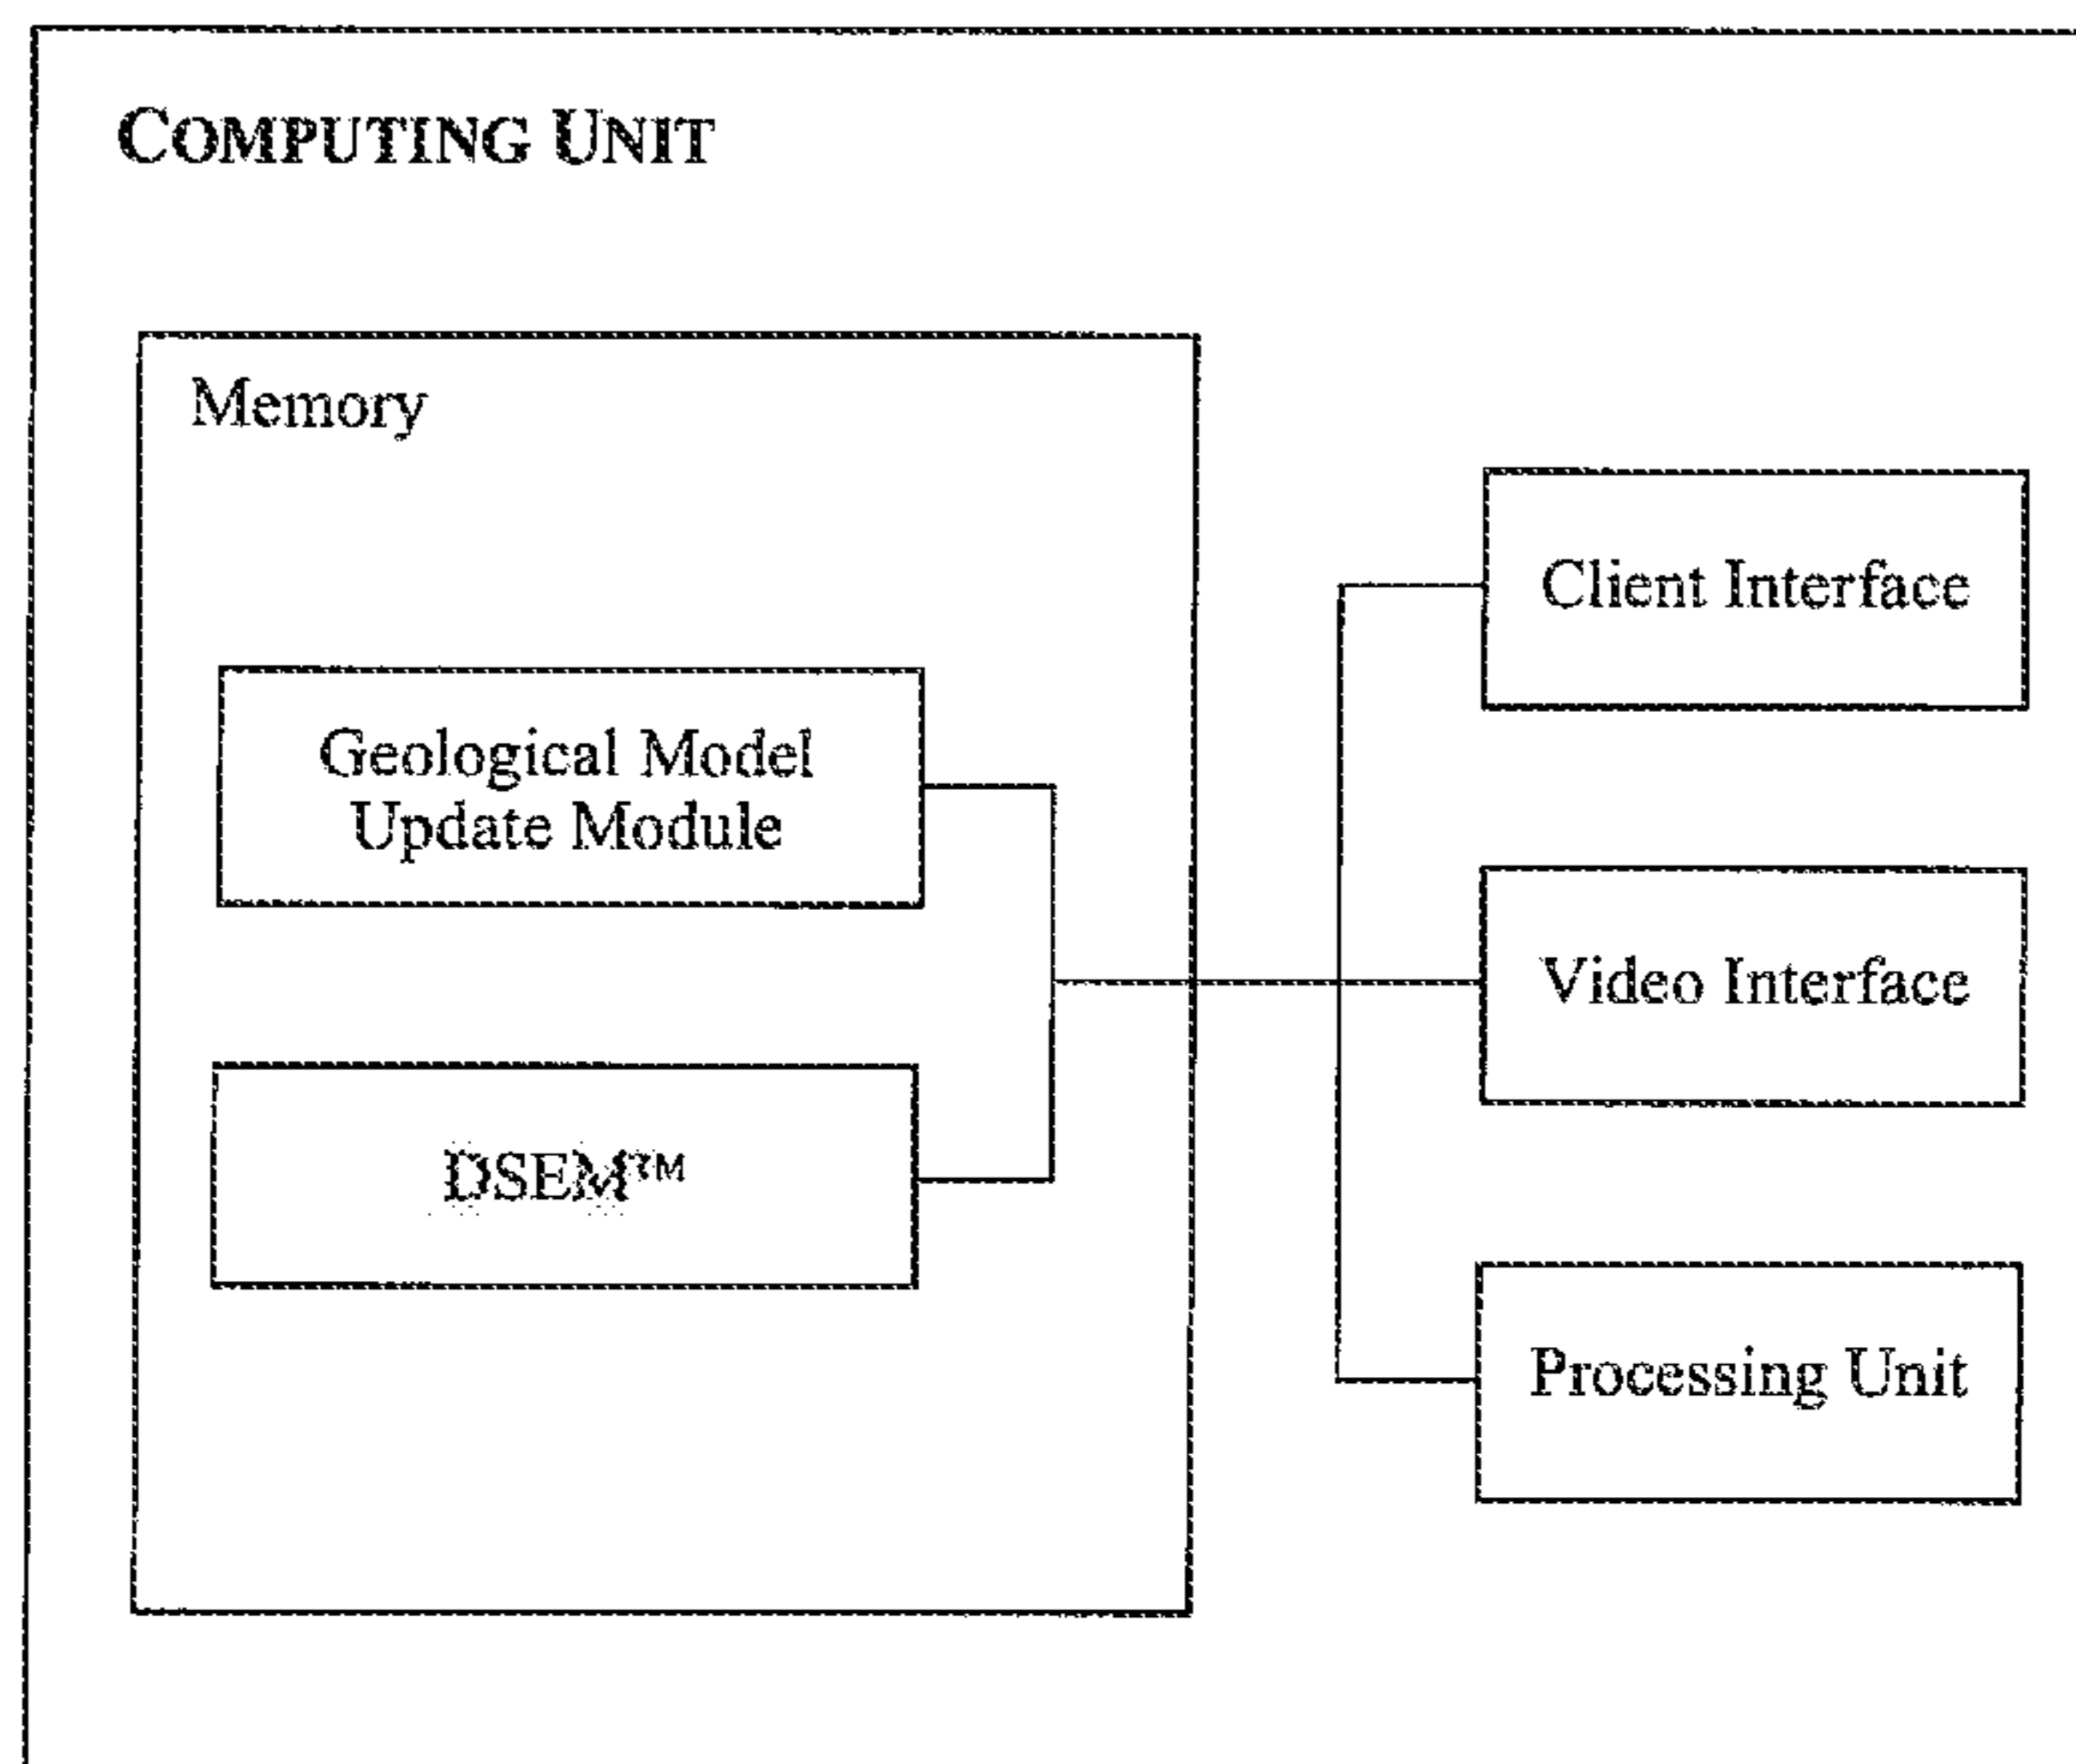 COMPUTING UNIT
Memory
Geological Model
Update Module
DSEM™
Client Interface
Video Interface
Processing Unit